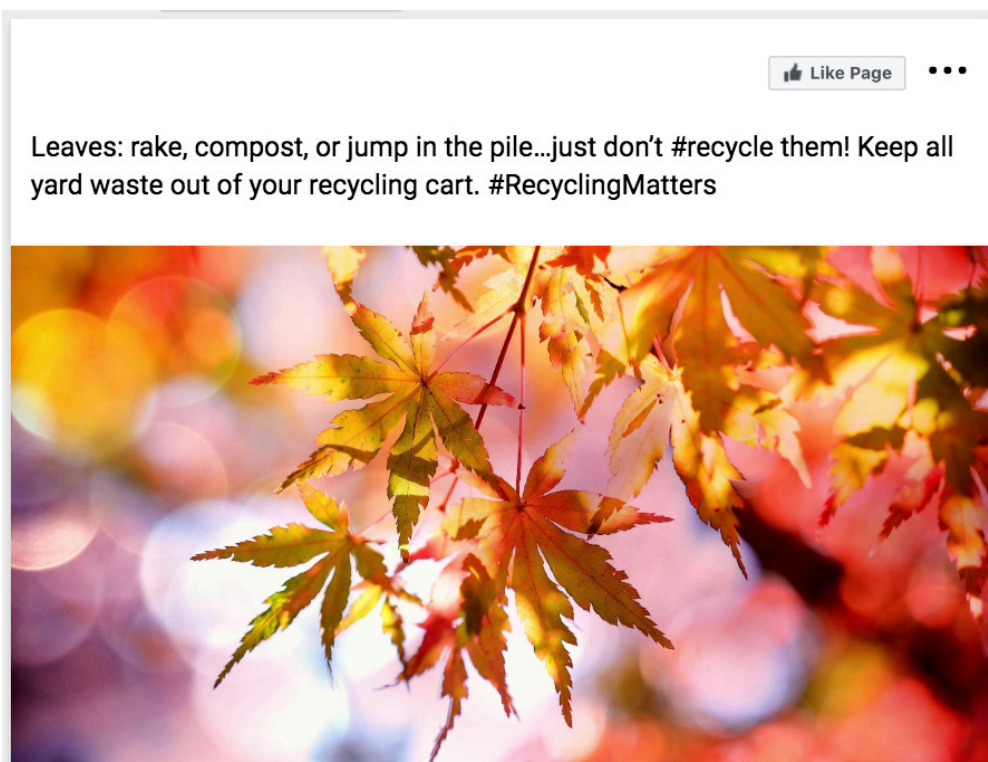 Like Page
Leaves: rake, compost, or jump in the pile...just don’t #recycle them! Keep all
yard waste out of your recycling cart. #RecyclingMatters